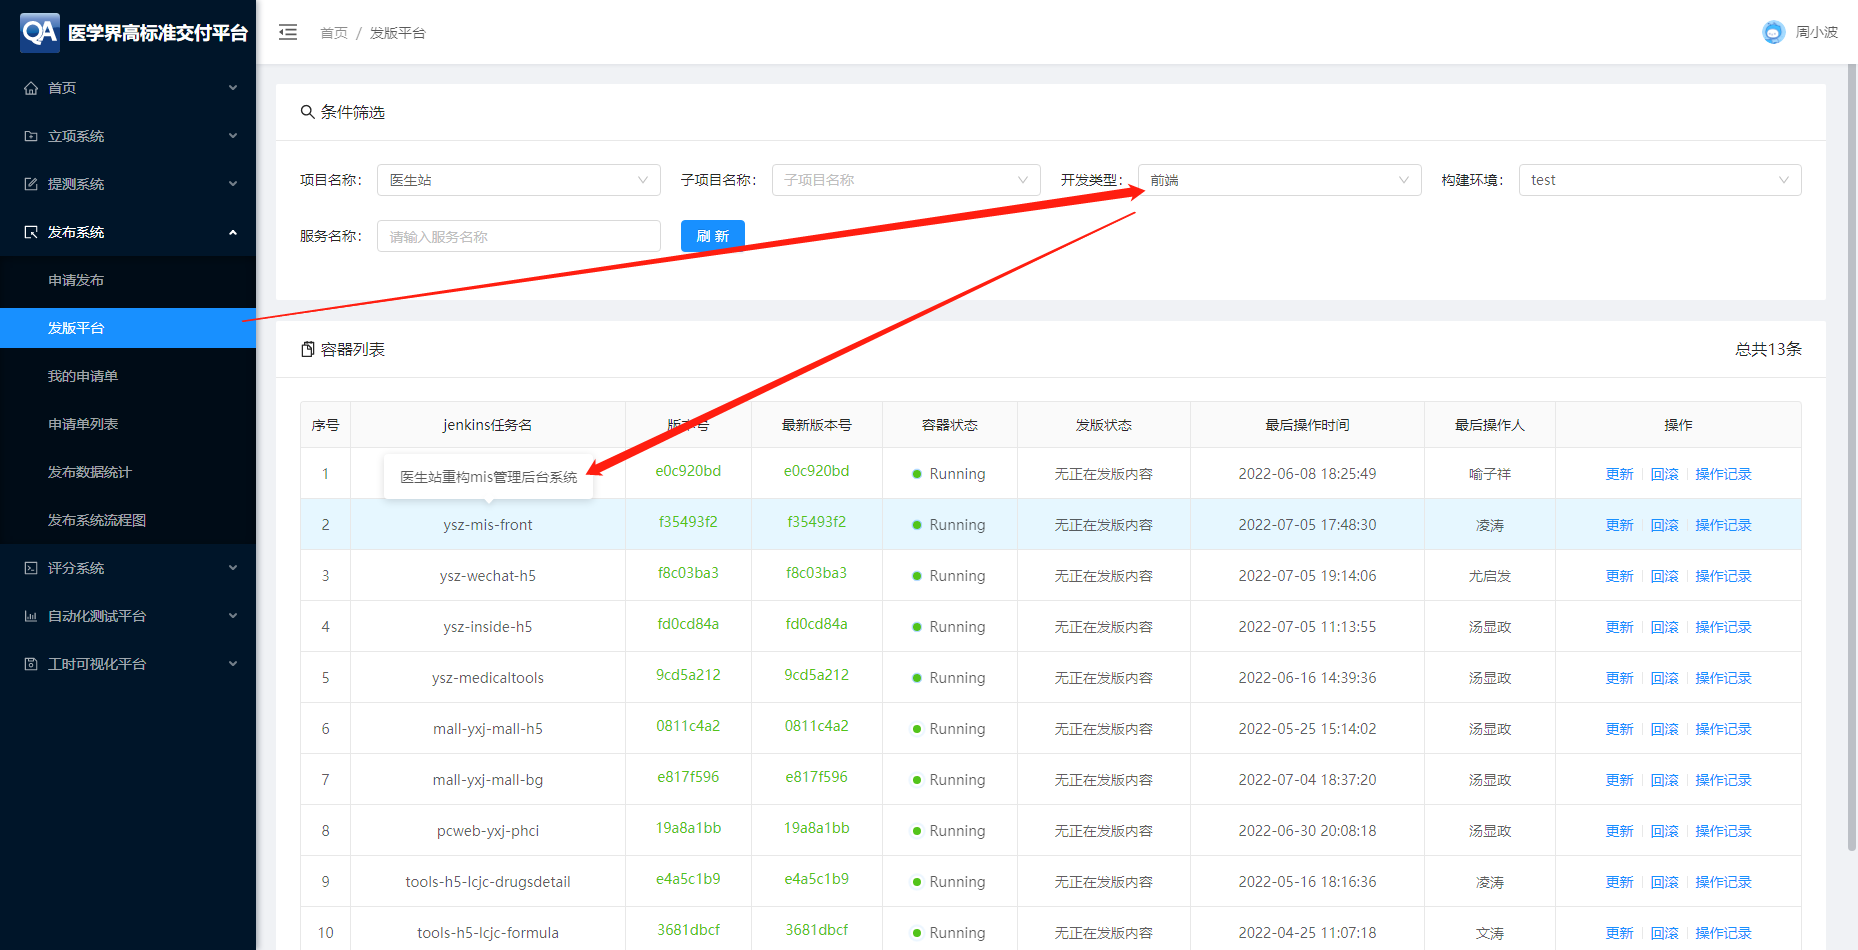 QA 医学界高标准交付平台
首页 / 发版平台
周小波
首页
立项系统
提测系统
发布系统
申请发布
发版平台
我的申请单
申请单列表
发布数据统计
发布系统流程图
评分系统
自动化测试平台
工时可视化平台
条件筛选
项目名称: 医生站 子项目名称: 子项目名称 开发类型: 前端 构建环境: test
服务名称: 请输入服务名称 刷 新
容器列表 总共13条
序号 jenkins任务名 版本号 最新版本号 容器状态 发版状态 最后操作时间 最后操作人 操作
1 医生站重构mis管理后台系统 e0c920bd e0c920bd Running 无正在发版内容 2022-06-08 18:25:49 喻子祥 更新 回滚 操作记录
2 ysz-mis-front f35493f2 f35493f2 Running 无正在发版内容 2022-07-05 17:48:30 凌涛 更新 回滚 操作记录
3 ysz-wechat-h5 f8c03ba3 f8c03ba3 Running 无正在发版内容 2022-07-05 19:14:06 尤启发 更新 回滚 操作记录
4 ysz-inside-h5 fd0cd84a fd0cd84a Running 无正在发版内容 2022-07-05 11:13:55 汤显政 更新 回滚 操作记录
5 ysz-medicaltools 9cd5a212 9cd5a212 Running 无正在发版内容 2022-06-16 14:39:36 汤显政 更新 回滚 操作记录
6 mall-yxj-mall-h5 0811c4a2 0811c4a2 Running 无正在发版内容 2022-05-25 15:14:02 汤显政 更新 回滚 操作记录
7 mall-yxj-mall-bg e817f596 e817f596 Running 无正在发版内容 2022-07-04 18:37:20 汤显政 更新 回滚 操作记录
8 pcweb-yxj-phci 19a8a1bb 19a8a1bb Running 无正在发版内容 2022-06-30 20:08:18 汤显政 更新 回滚 操作记录
9 tools-h5-lcjc-drugsdetail e4a5c1b9 e4a5c1b9 Running 无正在发版内容 2022-05-16 18:16:36 凌涛 更新 回滚 操作记录
10 tools-h5-lcjc-formula 3681dbcf 3681dbcf Running 无正在发版内容 2022-04-25 11:07:18 文涛 更新 回滚 操作记录